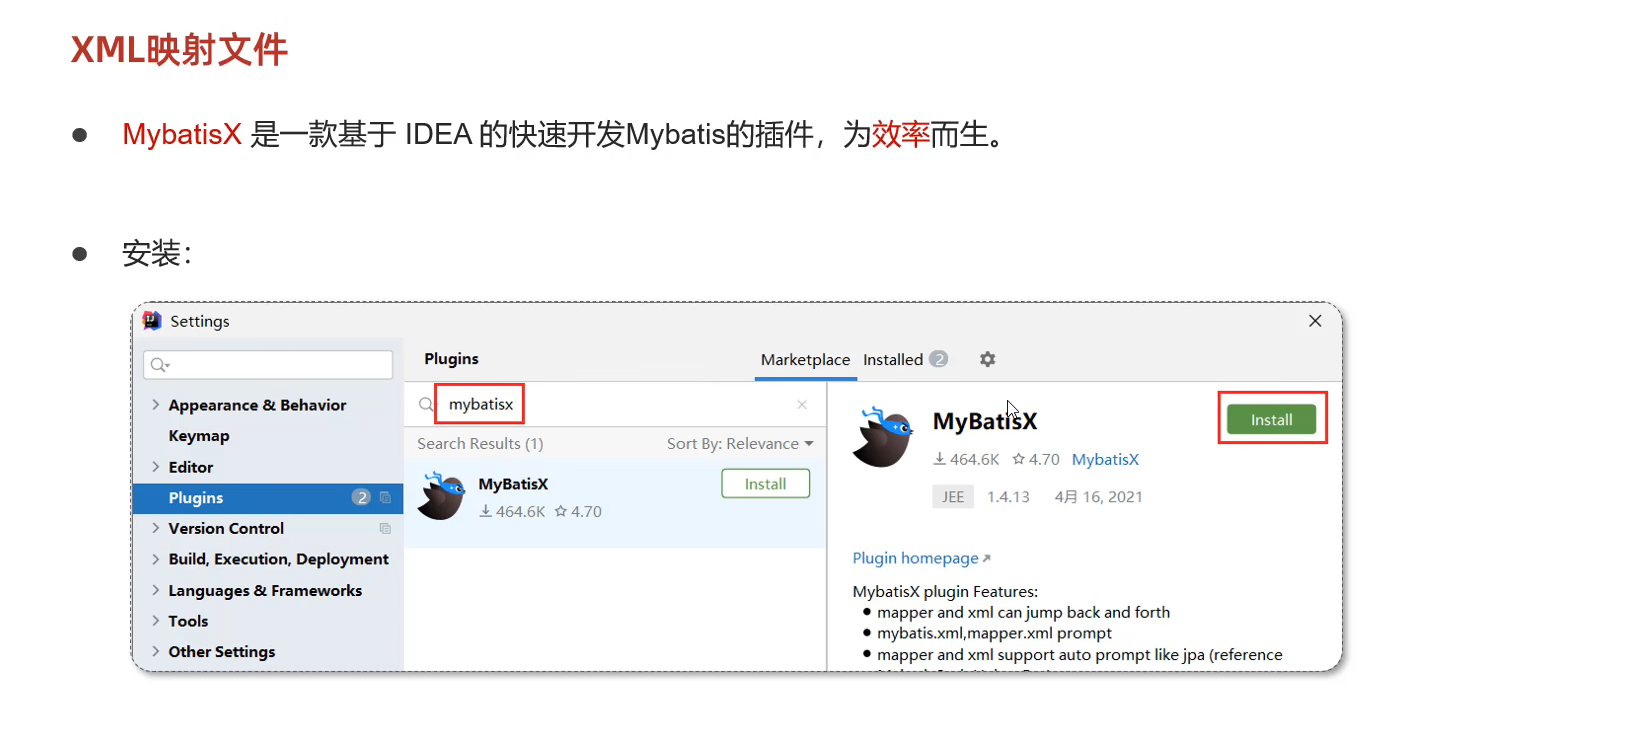 XML映射文件
● MybatisX 是一款基于 IDEA 的快速开发Mybatis的插件，为效率而生。
● 安装：
Settings
Plugins
Marketplace Installed 2
Appearance & Behavior
Keymap
Editor
Plugins 2
Version Control
Build, Execution, Deployment
Languages & Frameworks
Tools
Other Settings
mybatisx
Search Results (1) Sort By: Relevance
MyBatisX Install
464.6K 4.70
MyBatisX Install
464.6K 4.70 MybatisX
JEE 1.4.13 4月 16, 2021
Plugin homepage
MybatisX plugin Features:
● mapper and xml can jump back and forth
● mybatis.xml,mapper.xml prompt
● mapper and xml support auto prompt like jpa (reference